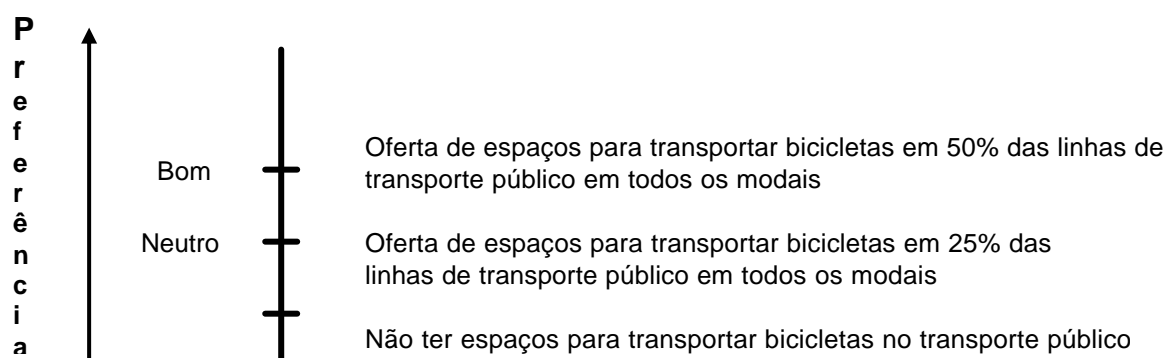 Preferência
Bom
Oferta de espaços para transportar bicicletas em 50% das linhas de
transporte público em todos os modais
Neutro
Oferta de espaços para transportar bicicletas em 25% das
linhas de transporte público em todos os modais
Não ter espaços para transportar bicicletas no transporte público